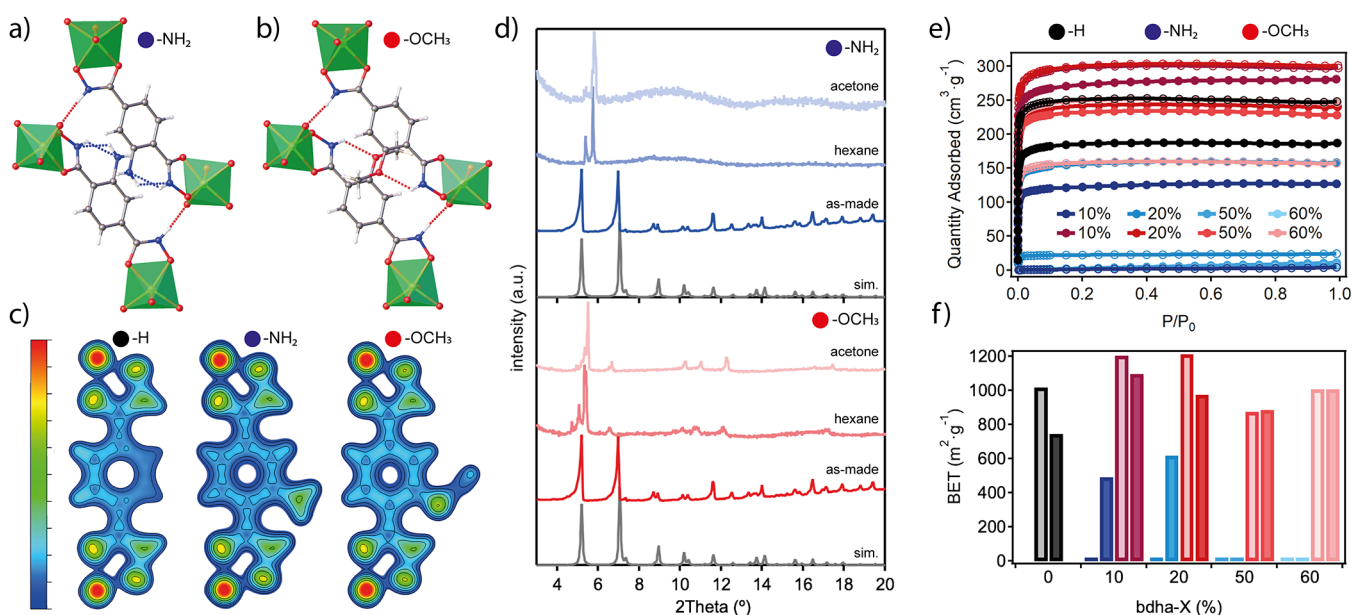 a)
-NH₂
b)
-OCH₃
c)
-H
-NH₂
-OCH₃
d)
-NH₂
acetone
hexane
as-made
sim.
-OCH₃
acetone
hexane
as-made
sim.
intensity (a.u.)
4 6 8 10 12 14 16 18 20
2Theta (º)
e)
-H -NH₂ -OCH₃
Quantity Adsorbed (cm³·g⁻¹)
300
250
200
150
100
50
0
10% 20% 50% 60%
10% 20% 50% 60%
0.0 0.2 0.4 0.6 0.8 1.0
P/P₀
f)
BET (m²·g⁻¹)
1200
1000
800
600
400
200
0
0 10 20 50 60
bdha-X (%)